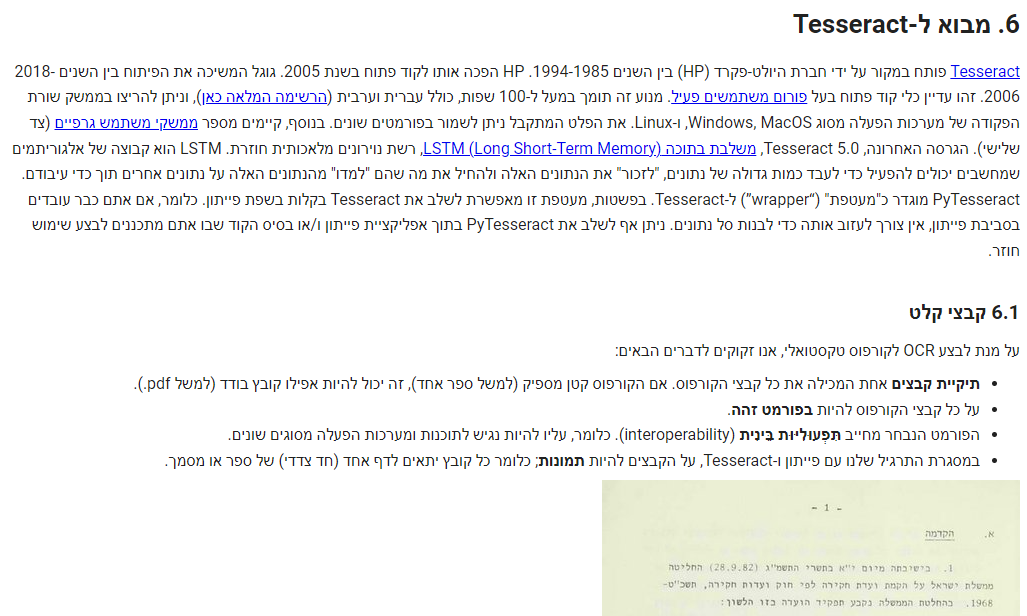 6. מבוא ל-Tesseract
Tesseract פותח במקור על ידי חברת היולט-פקרד (HP) בין השנים 1994-1985. HP הפכה אותו לקוד פתוח בשנת 2005. גוגל המשיכה את הפיתוח בין השנים 2018-
2006. זהו עדיין כלי קוד פתוח בעל פורום משתמשים פעיל. מנוע זה תומך במעל ל-100 שפות, כולל עברית וערבית (הרשימה המלאה כאן), וניתן להריצו בממשק שורת
הפקודה של מערכות הפעלה מסוג Windows, MacOS, ו-Linux. את הפלט המתקבל ניתן לשמור בפורמטים שונים. בנוסף, קיימים מספר ממשקי משתמש גרפיים (צד
שלישי). הגרסה האחרונה, Tesseract 5.0, משלבת בתוכה LSTM (Long Short-Term Memory), רשת נוירונים מלאכותית חוזרת. LSTM הוא קבוצה של אלגוריתמים
שמחשבים יכולים להפעיל כדי לעבד כמות גדולה של נתונים, "לזכור" את הנתונים האלה ולהחיל את מה שהם "למדו" מהנתונים האלה על נתונים אחרים תוך כדי עיבודם.
PyTesseract מוגדר כ"מעטפת" (“wrapper”) ל-Tesseract. בפשטות, מעטפת זו מאפשרת לשלב את Tesseract בקלות בשפת פייתון. כלומר, אם אתם כבר עובדים
בסביבת פייתון, אין צורך לעזוב אותה כדי לבנות סל נתונים. ניתן אף לשלב את PyTesseract בתוך אפליקציית פייתון ו/או בסיס הקוד שבו אתם מתכננים לבצע שימוש
חוזר.
6.1 קבצי קלט
על מנת לבצע OCR לקורפוס טקסטואלי, אנו זקוקים לדברים הבאים:
• תיקיית קבצים אחת המכילה את כל קבצי הקורפוס. אם הקורפוס קטן מספיק (למשל ספר אחד), זה יכול להיות אפילו קובץ בודד (למשל pdf.).
• על כל קבצי הקורפוס להיות בפורמט זהה.
• הפורמט הנבחר מחייב תִּפְעוּלִיּוּת בֵּינִית (interoperability). כלומר, עליו להיות נגיש לתוכנות ומערכות הפעלה מסוגים שונים.
• במסגרת התרגיל שלנו עם פייתון ו-Tesseract, על הקבצים להיות תמונות; כלומר כל קובץ יתאים לדף אחד (חד צדדי) של ספר או מסמך.
- 1 -
א. הקדמה
1. בישיבתה מיום י"א בתשרי התשמ"ג (28.9.82) החליטה
ממשלת ישראל על הקמת ועדת חקירה לפי חוק ועדות חקירה, תשכ"ט-
1968. בהחלטת הממשלה נקבע תפקיד הועדה בזו הלשון: